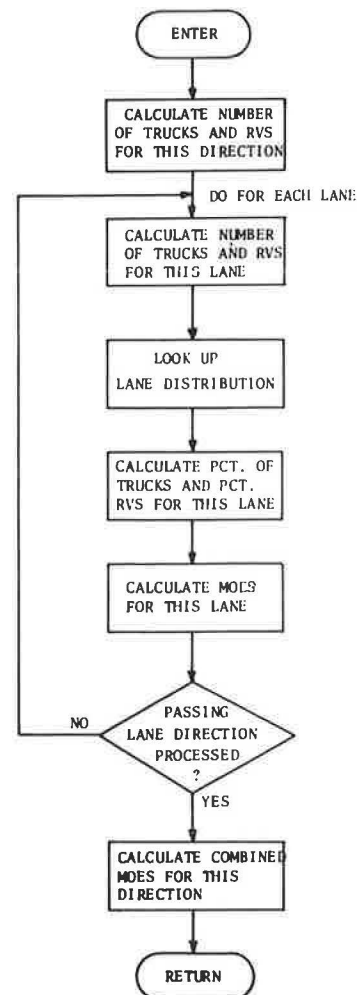 ENTER
CALCULATE NUMBER
OF TRUCKS AND RVS
FOR THIS DIRECTION
DO FOR EACH LANE
CALCULATE NUMBER
OF TRUCKS AND RVS
FOR THIS LANE
LOOK UP
LANE DISTRIBUTION
CALCULATE PCT. OF
TRUCKS AND PCT.
RVS FOR THIS LANE
CALCULATE MOES
FOR THIS LANE
NO
PASSING
LANE DIRECTION
PROCESSED
?
YES
CALCULATE COMBINED
MOES FOR THIS
DIRECTION
RETURN